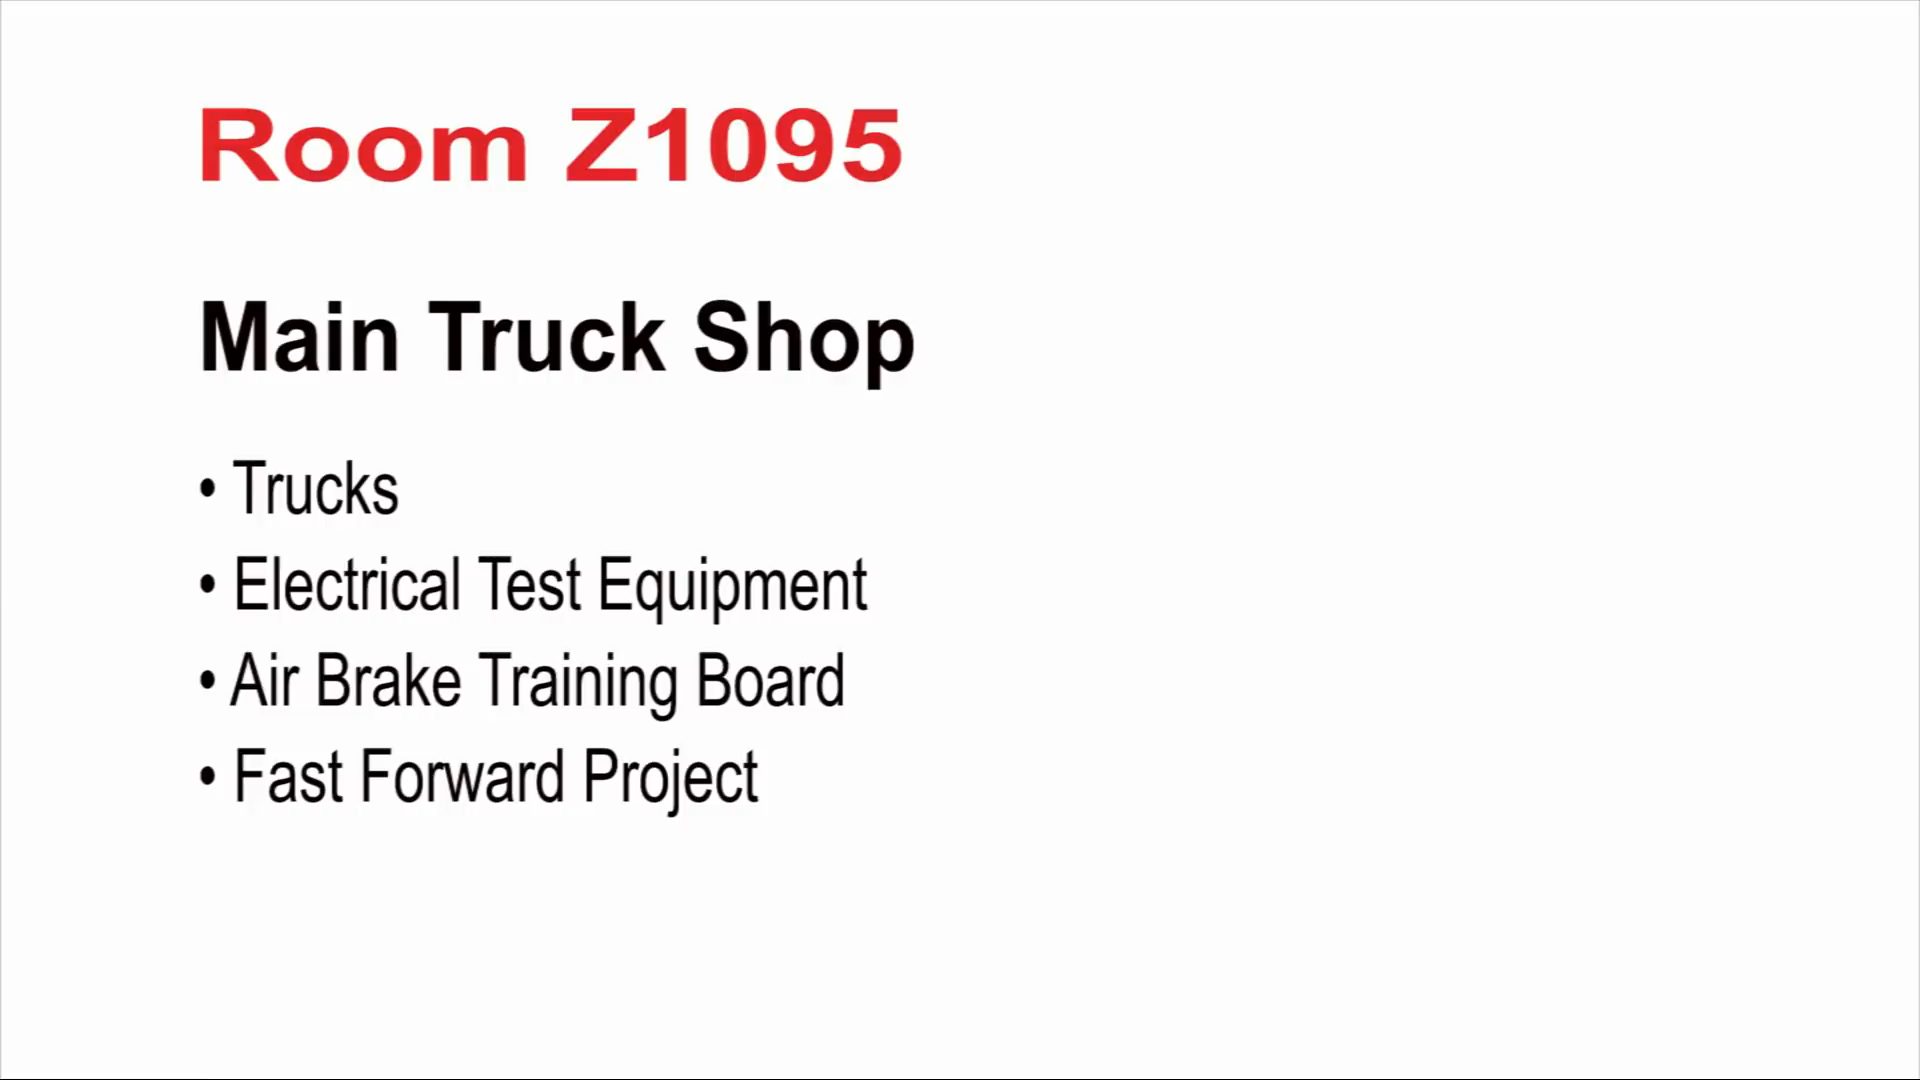 Room Z1095
Main Truck Shop
• Trucks
• Electrical Test Equipment
• Air Brake Training Board
• Fast Forward Project